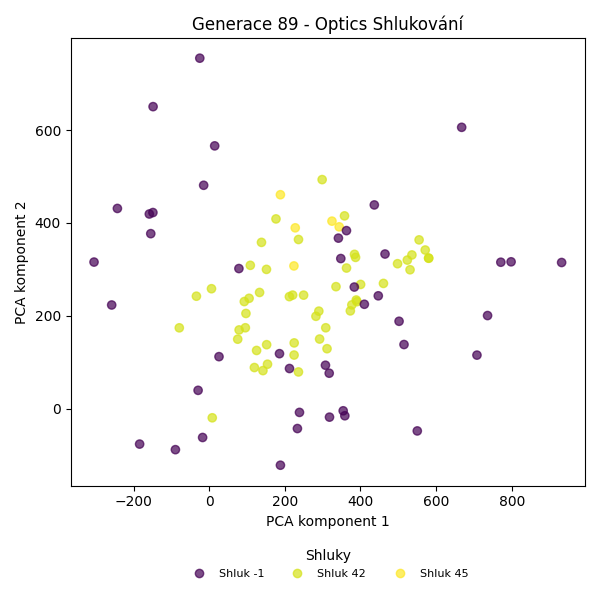 Generace 89 - Optics Shlukování
PCA komponent 2
600
400
200
0
−200
0
200
400
600
800
PCA komponent 1
Shluky
Shluk -1
Shluk 42
Shluk 45